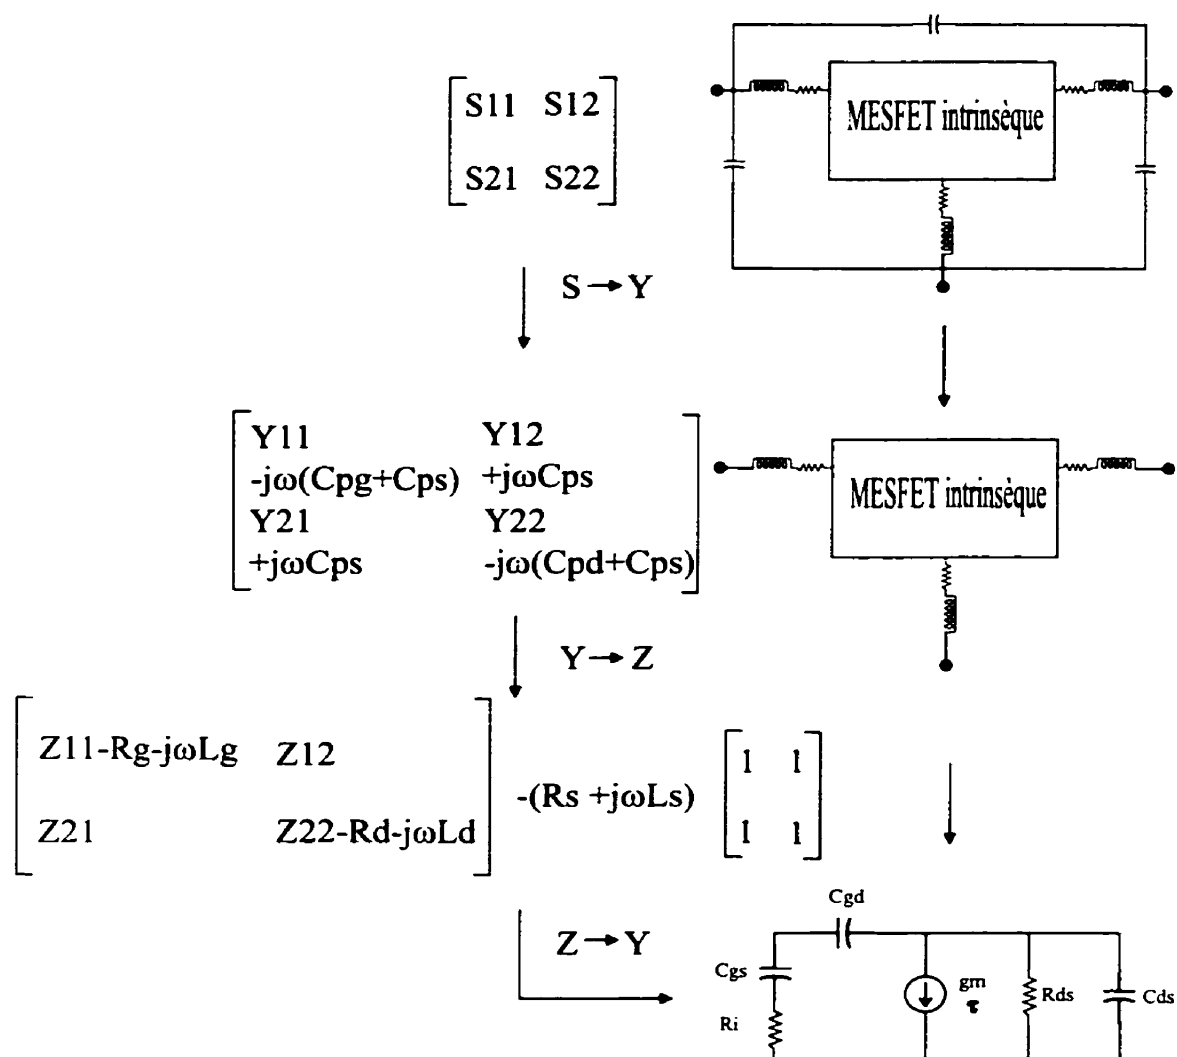 S11 S12
S21 S22
MESFET intrinsèque
S→Y
Y11 Y12
-jω(Cpg+Cps) +jωCps
Y21 Y22
+jωCps -jω(Cpd+Cps)
MESFET intrinsèque
Y→Z
Z11-Rg-jωLg Z12
Z21 Z22-Rd-jωLd
-(Rs +jωLs)
1 1
1 1
Z→Y
Cgd
Cgs
Ri
gm
τ
Rds
Cds